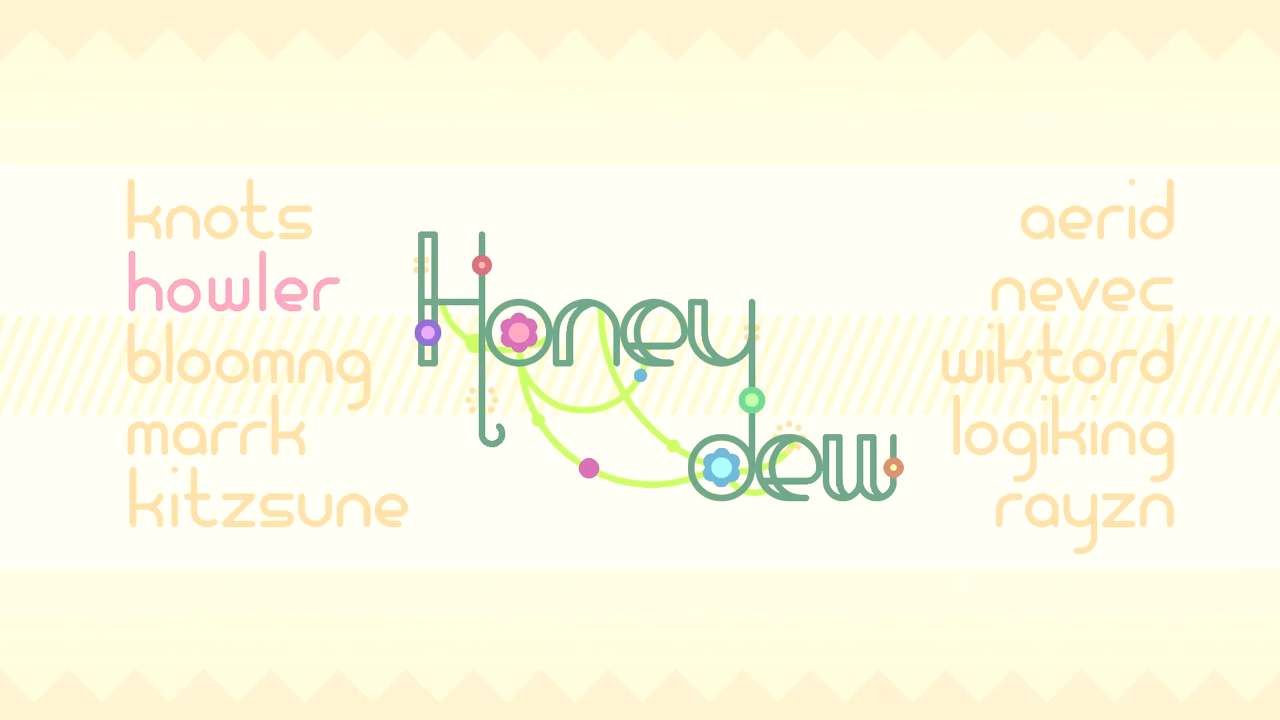 knots
howler
bloomng
marrk
kitzsune
Honey
dew
aerid
nevec
wiktord
logiking
rayzn